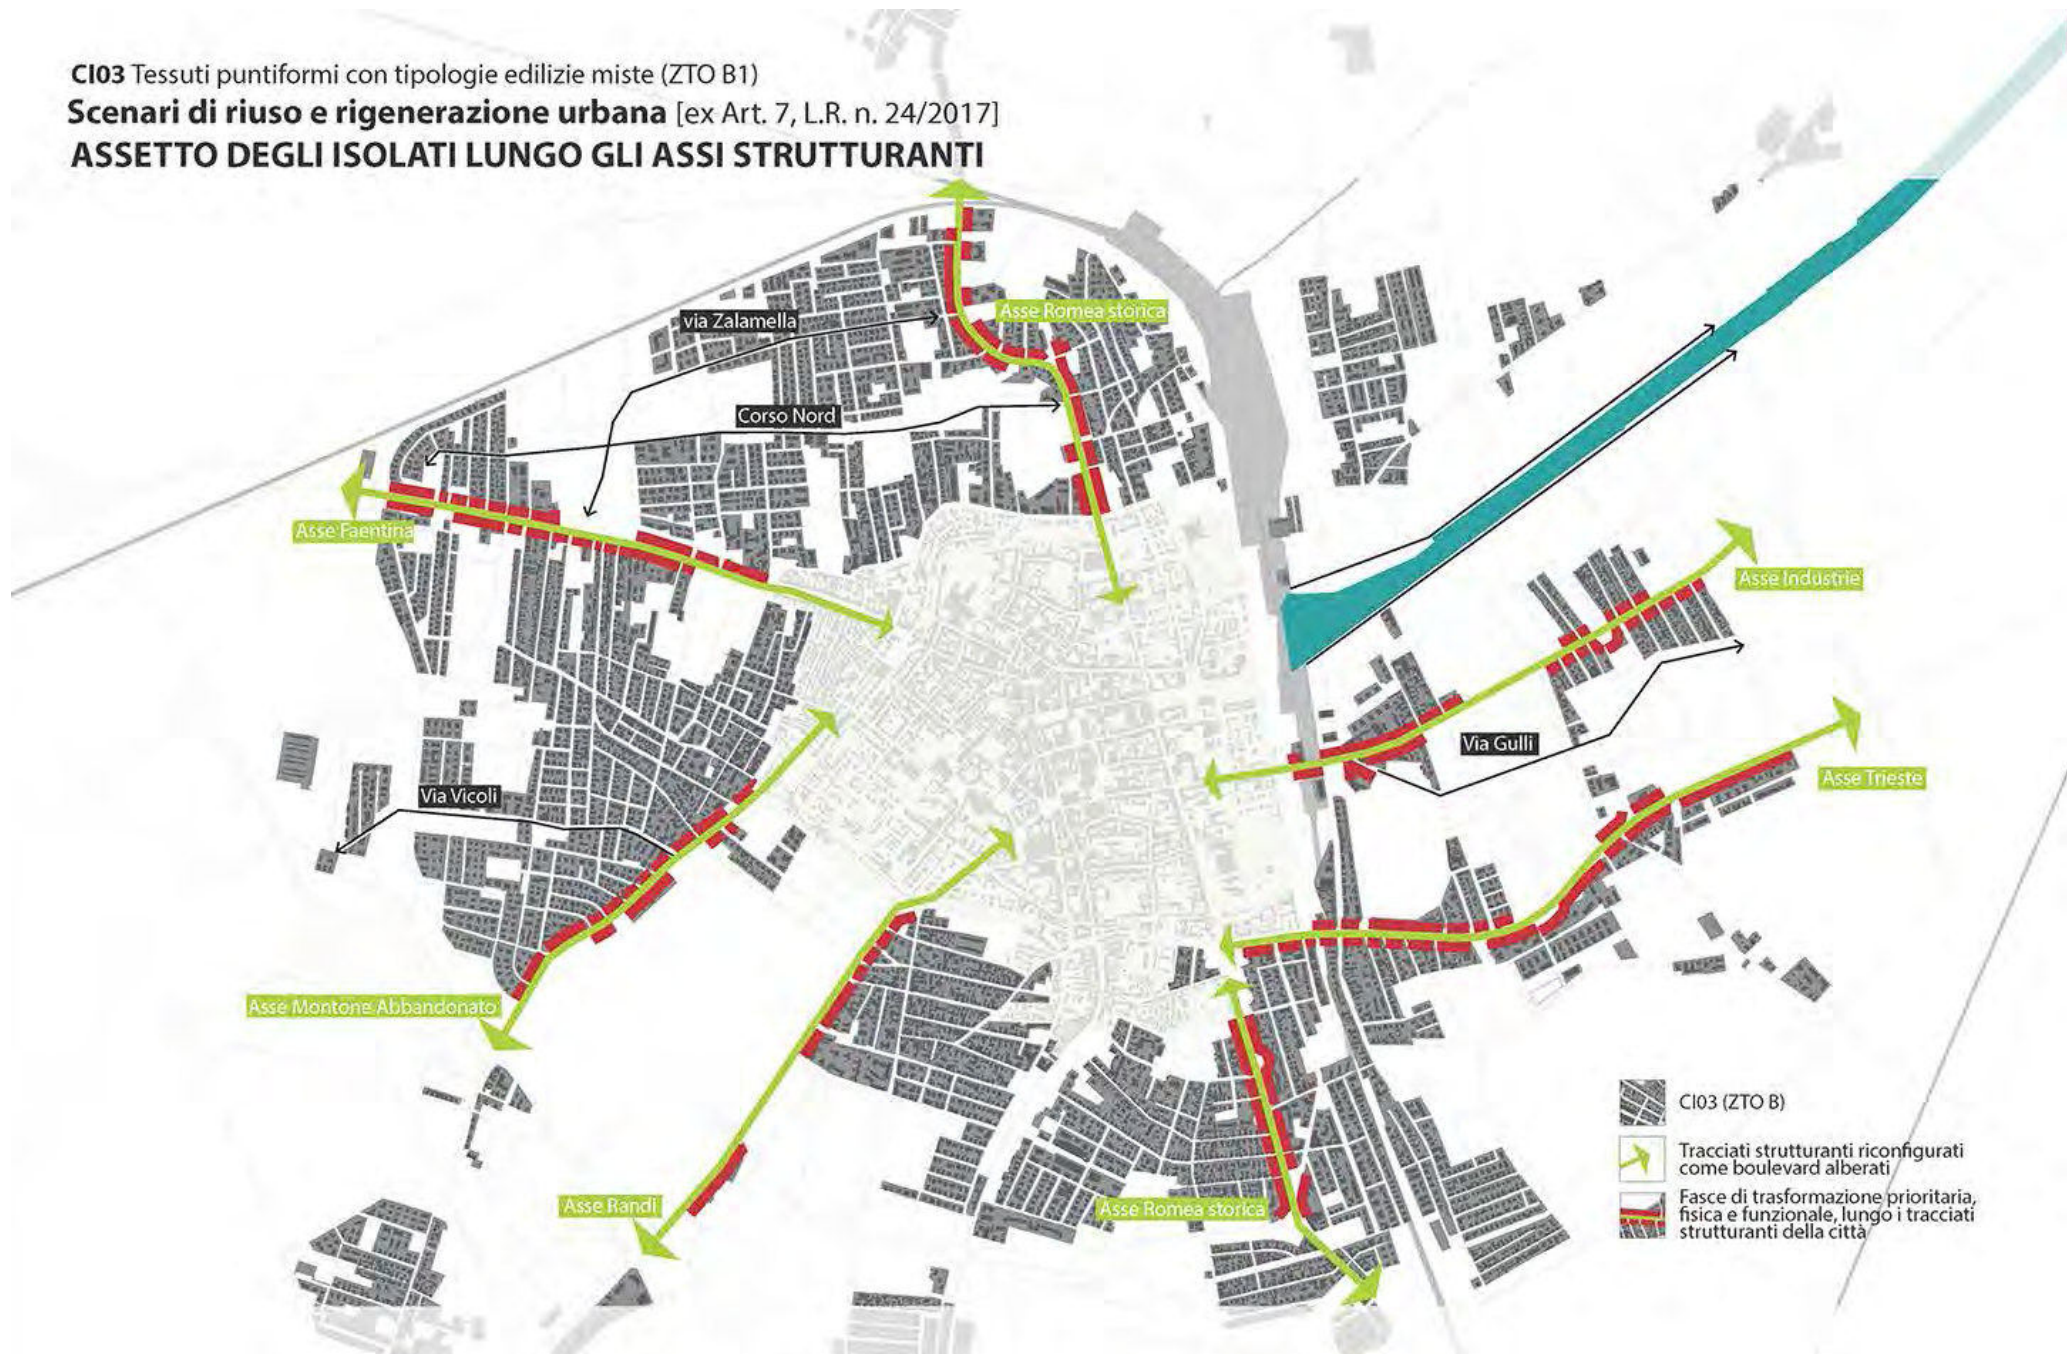 CI03 Tessuti puntiformi con tipologie edilizie miste (ZTO B1)
Scenari di riuso e rigenerazione urbana [ex Art. 7, L.R. n. 24/2017]
ASSETTO DEGLI ISOLATI LUNGO GLI ASSI STRUTTURANTI
Asse Romea storica
via Zalamella
Corso Nord
Asse Faentina
Asse Industrie
Via Gulli
Asse Trieste
Via Vicoli
Asse Montone Abbandonato
Asse Randi
Asse Romea storica
CI03 (ZTO B)
Tracciati strutturanti riconfigurati
come boulevard alberati
Fasce di trasformazione prioritaria,
fisica e funzionale, lungo i tracciati
strutturanti della città